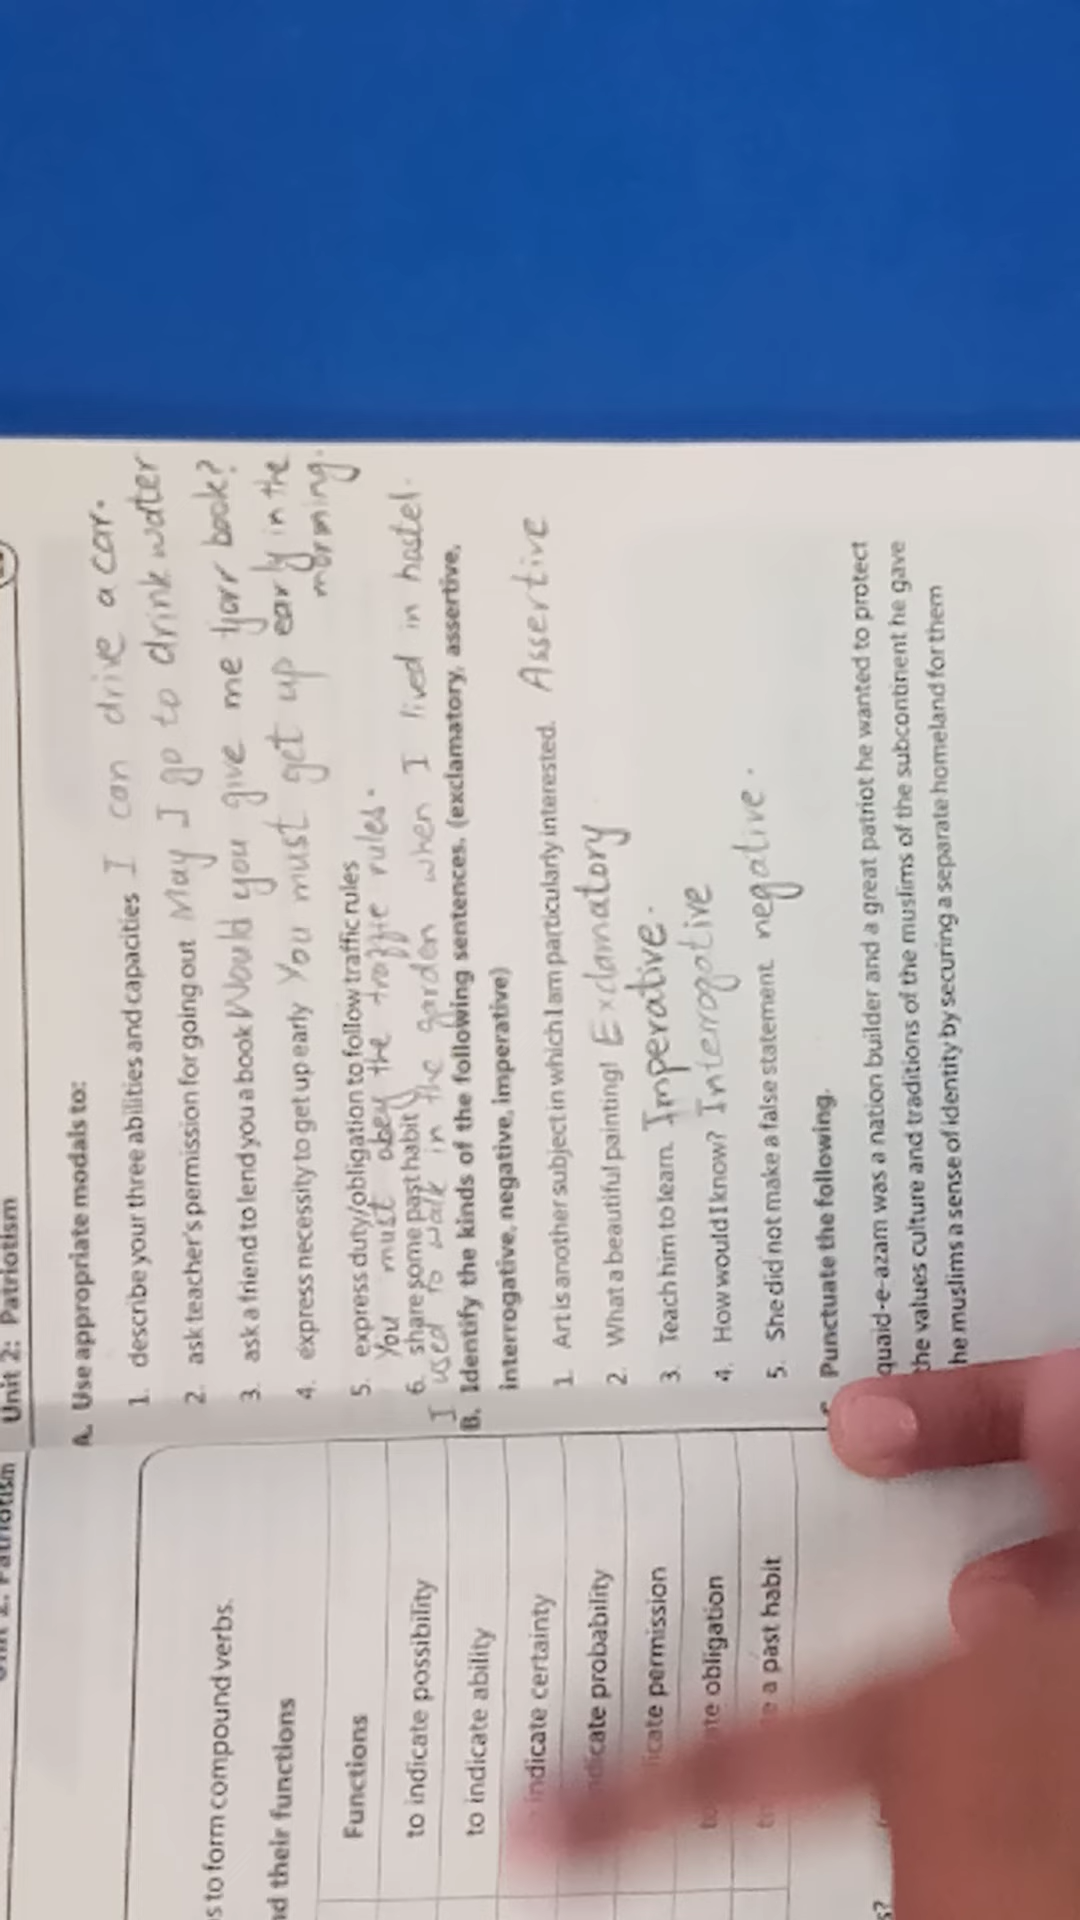 Unit 2: Patriotism
A. Use appropriate modals to:
1. describe your three abilities and capacities I can drive a car.
2. ask teacher's permission for going out May I go to drink water
3. ask a friend to lend you a book Would you give me your book?
4. express necessity to get up early You must get up early in the
morning.
5. express duty/obligation to follow traffic rules
You must obey the traffic rules.
6. share some past habit
I used to walk in the garden when I lived in hostel.
B. Identify the kinds of the following sentences. (exclamatory, assertive,
interrogative, negative, imperative)
1. Art is another subject in which I am particularly interested. Assertive
2. What a beautiful painting! Exclamatory
3. Teach him to learn. Imperative.
4. How would I know? Interrogative
5. She did not make a false statement. negative.
Punctuate the following.
quaid-e-azam was a nation builder and a great patriot he wanted to protect
the values culture and traditions of the muslims of the subcontinent he gave
he muslims a sense of identity by securing a separate homeland for them
Patriotism
s to form compound verbs.
nd their functions
Functions
to indicate possibility
to indicate ability
indicate certainty
indicate probability
icate permission
obligation
a past habit